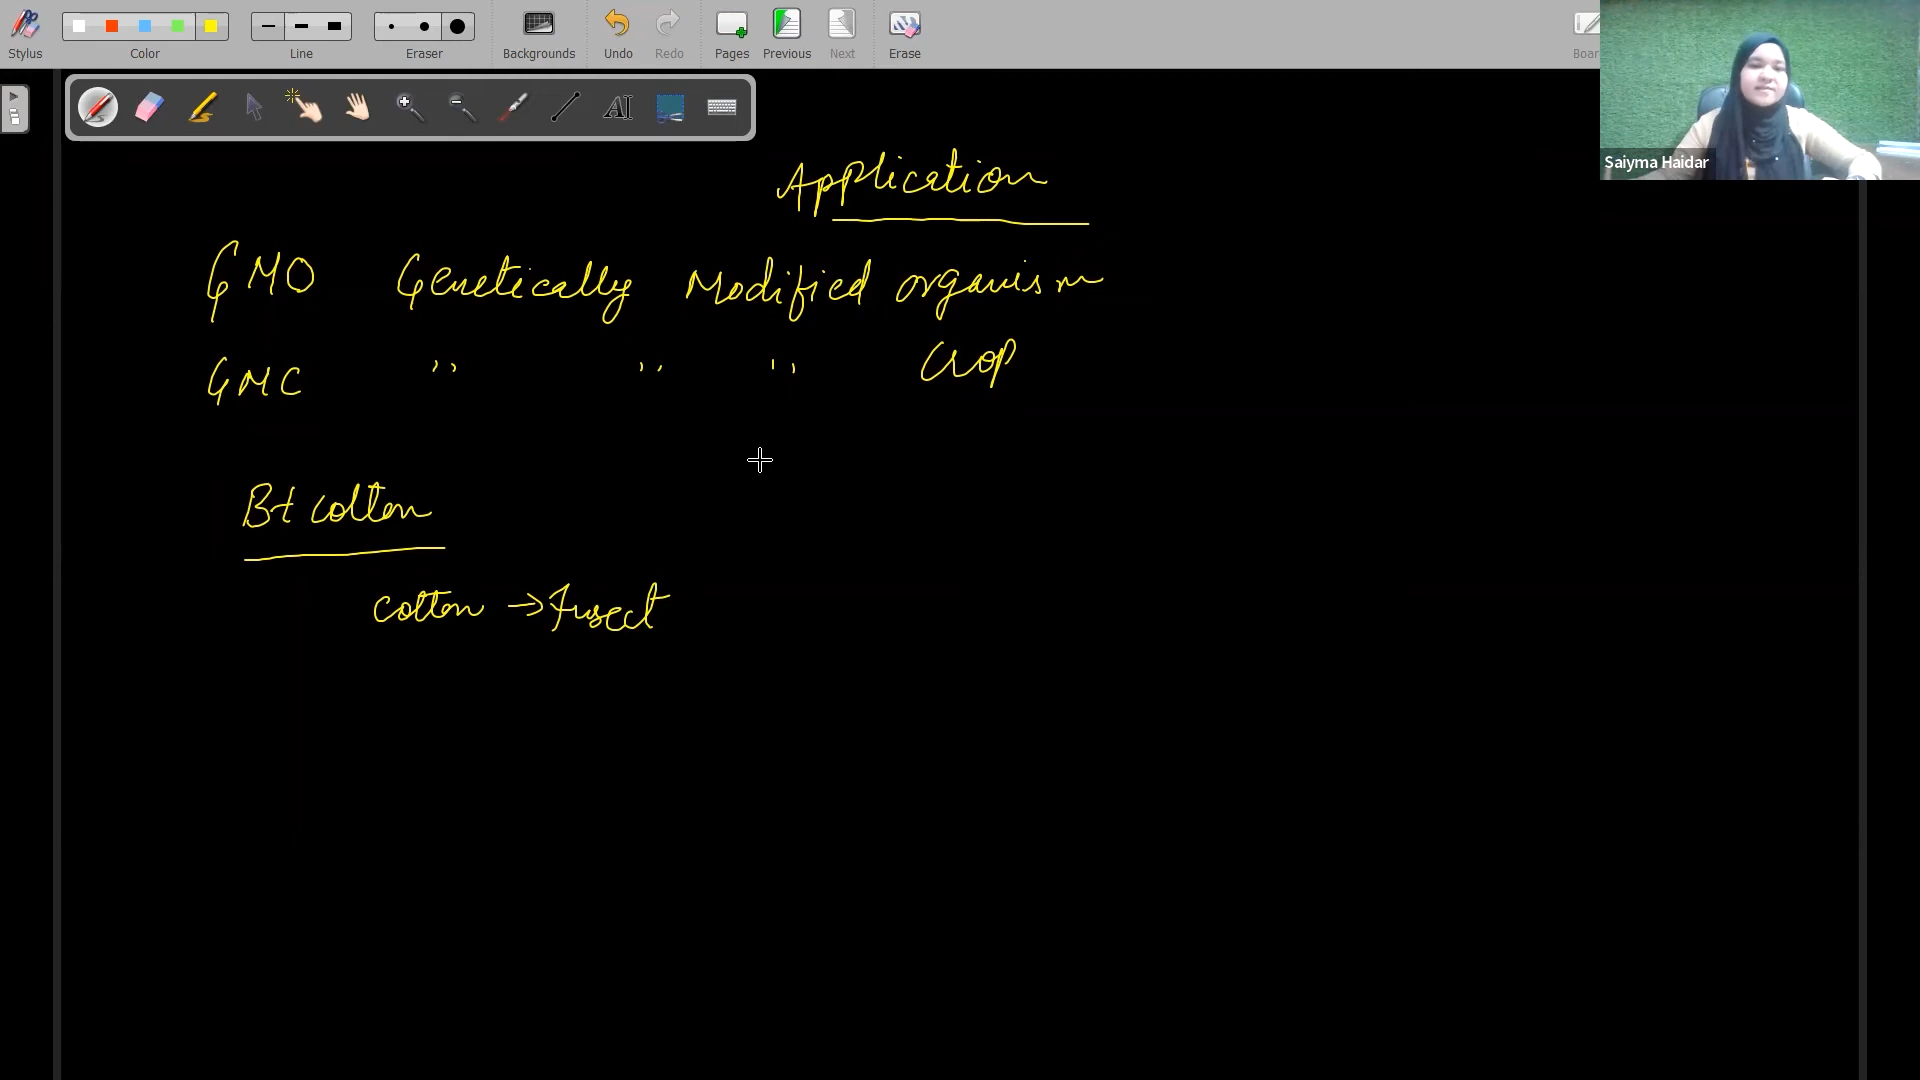 Stylus Color Line Eraser Backgrounds Undo Redo Pages Previous Next Erase Boar
Saiyma Haidar
Application
GMO Genetically Modified organism
GMC " " " Crop
Bt cotton
cotton → Insect